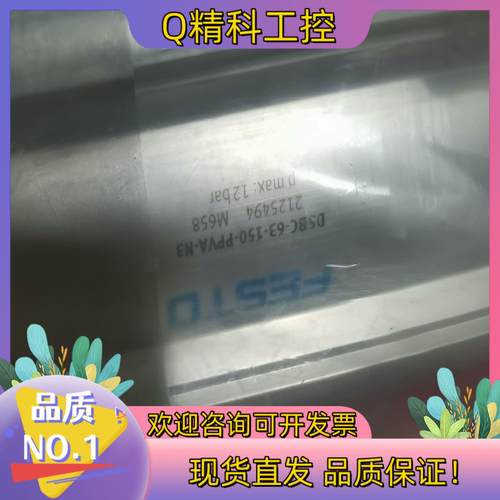 Q精科工控
FESTO
DSBC-63-150-PPVA-N3
2125494 M658
p max: 12 bar
品质
NO.1
欢迎咨询可开发票
现货直发 品质保证!